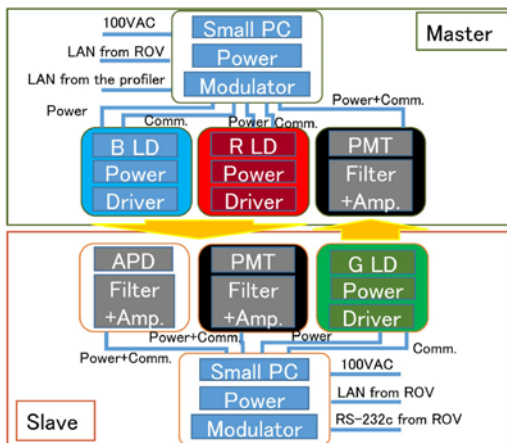 100VAC
LAN from ROV
LAN from the profiler
Small PC
Power
Modulator
Master
Power
Comm.
Power
Comm.
Power+Comm.
B LD
Power
Driver
R LD
Power
Driver
PMT
Filter
+Amp.
APD
Filter
+Amp.
PMT
Filter
+Amp.
G LD
Power
Driver
Power+Comm.
Power+Comm.
Power
Comm.
Small PC
Power
Modulator
100VAC
LAN from ROV
RS-232c from ROV
Slave